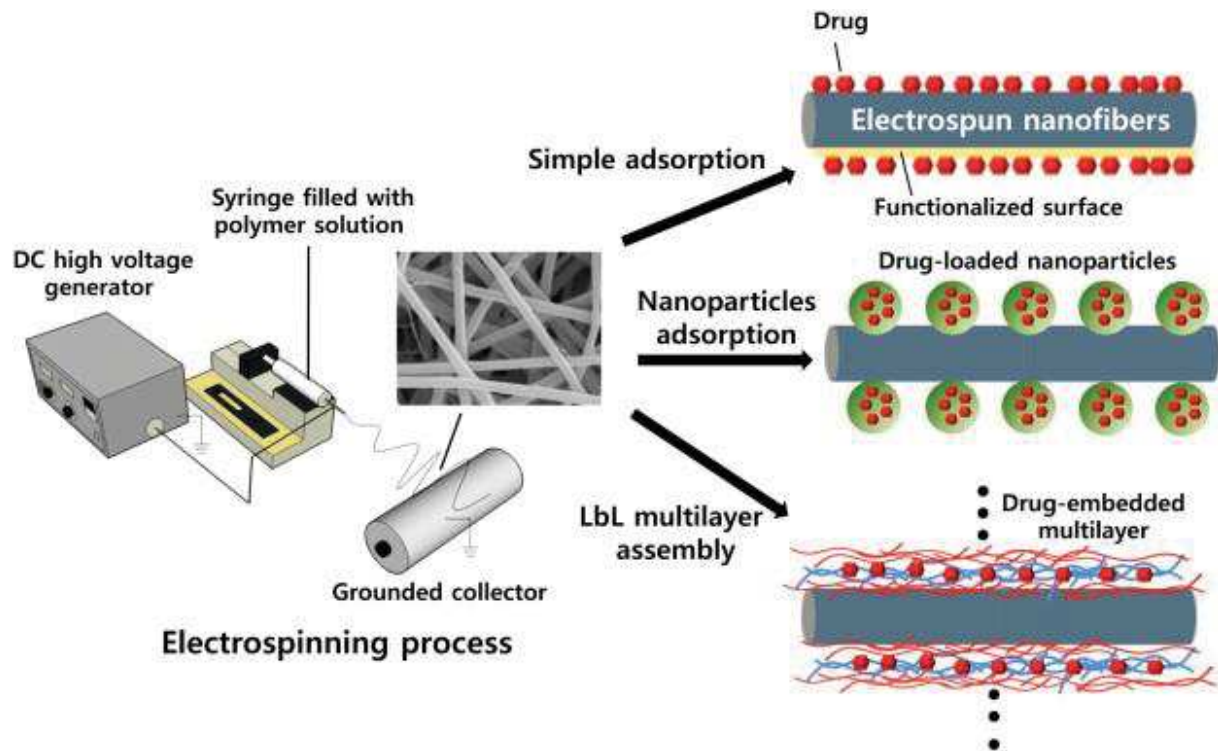 Drug
Electrospun nanofibers
Simple adsorption
Functionalized surface
Syringe filled with
polymer solution
DC high voltage
generator
Drug-loaded nanoparticles
Nanoparticles
adsorption
LbL multilayer
assembly
Drug-embedded
multilayer
Grounded collector
Electrospinning process